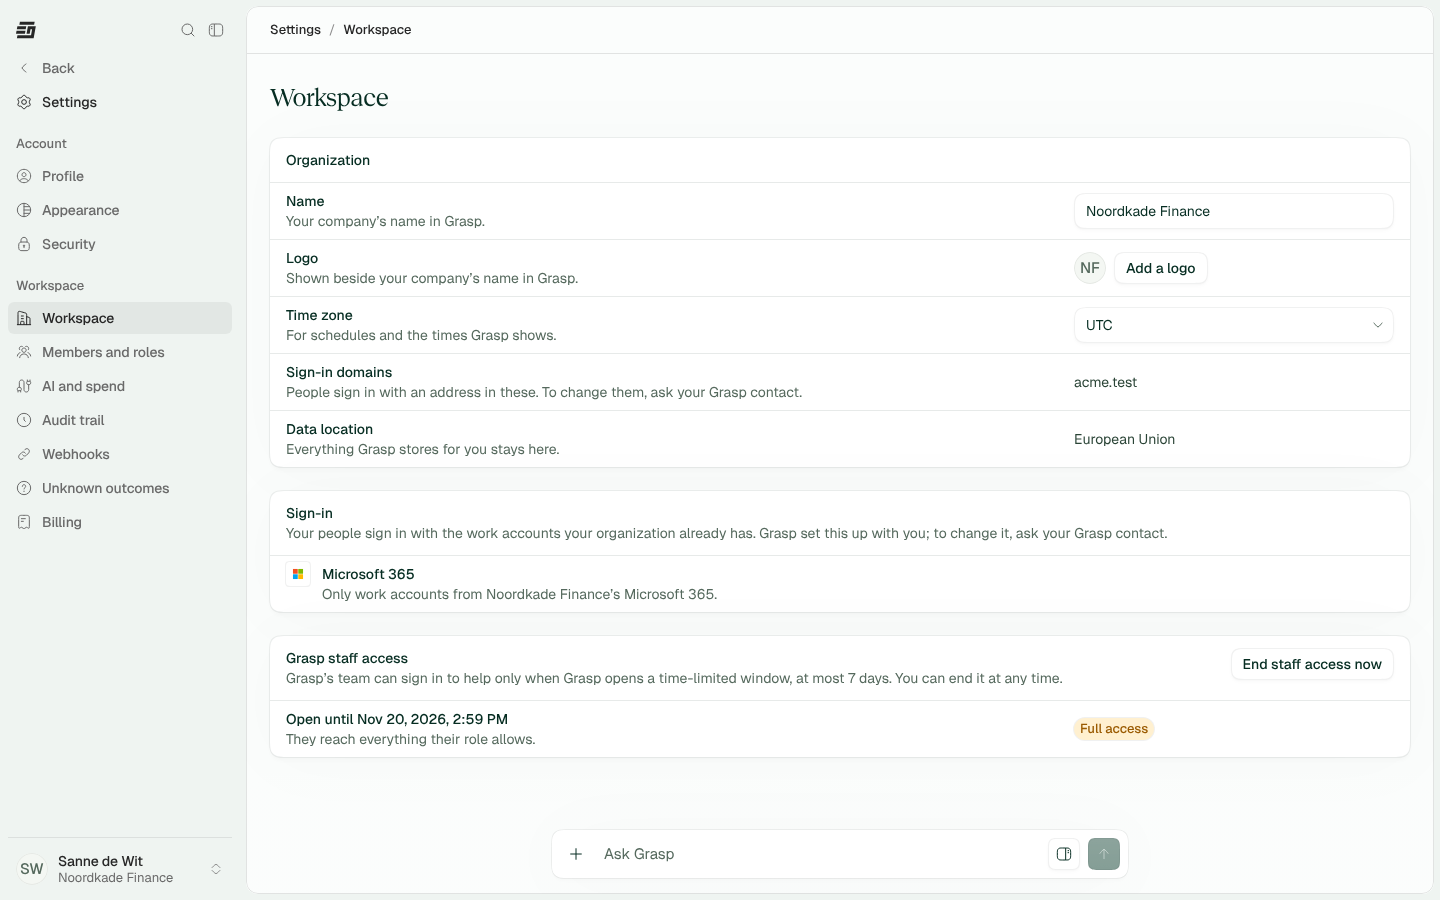 Back
Settings
Account
Profile
Appearance
Security
Workspace
Workspace
Members and roles
AI and spend
Audit trail
Webhooks
Unknown outcomes
Billing
SW
Sanne de Wit
Noordkade Finance
Settings / Workspace
Workspace
Organization
Name
Your company’s name in Grasp.
Noordkade Finance
Logo
Shown beside your company’s name in Grasp.
NF
Add a logo
Time zone
For schedules and the times Grasp shows.
UTC
Sign-in domains
People sign in with an address in these. To change them, ask your Grasp contact.
acme.test
Data location
Everything Grasp stores for you stays here.
European Union
Sign-in
Your people sign in with the work accounts your organization already has. Grasp set this up with you; to change it, ask your Grasp contact.
Microsoft 365
Only work accounts from Noordkade Finance’s Microsoft 365.
Grasp staff access
Grasp’s team can sign in to help only when Grasp opens a time-limited window, at most 7 days. You can end it at any time.
End staff access now
Open until Nov 20, 2026, 2:59 PM
They reach everything their role allows.
Full access
Ask Grasp